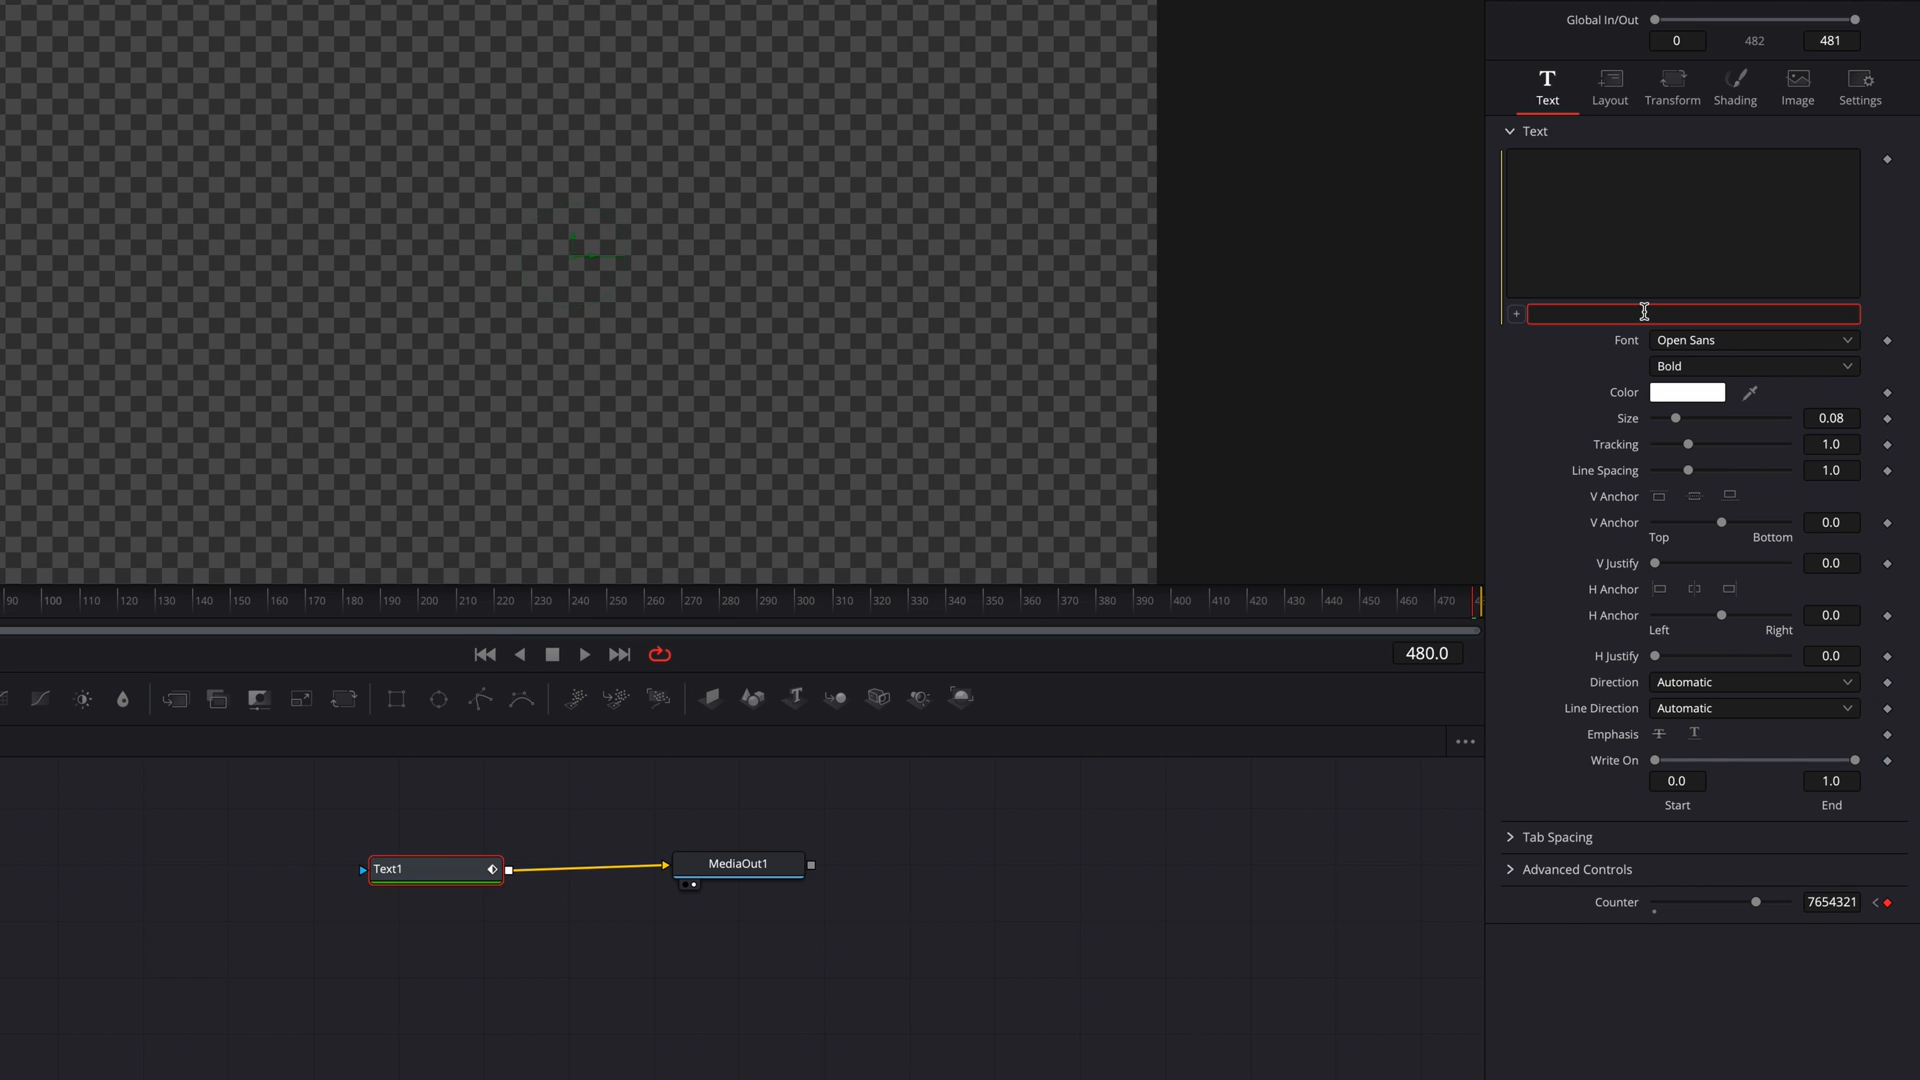 Global In/Out
0 482 481
T
Text Layout Transform Shading Image Settings
Text
+
Font Open Sans
Bold
Color
Size 0.08
Tracking 1.0
Line Spacing 1.0
V Anchor
V Anchor 0.0
Top Bottom
V Justify 0.0
H Anchor
H Anchor 0.0
Left Right
H Justify 0.0
Direction Automatic
Line Direction Automatic
Emphasis T T
Write On
0.0 1.0
Start End
Tab Spacing
Advanced Controls
Counter 7654321
90 100 110 120 130 140 150 160 170 180 190 200 210 220 230 240 250 260 270 280 290 300 310 320 330 340 350 360 370 380 390 400 410 420 430 440 450 460 470
480.0
T
Text1
MediaOut1